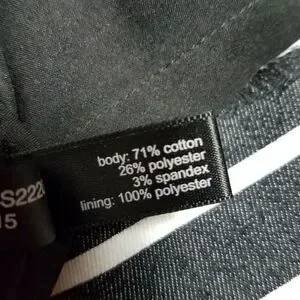 body: 71% cotton
26% polyester
3% spandex
lining: 100% polyester